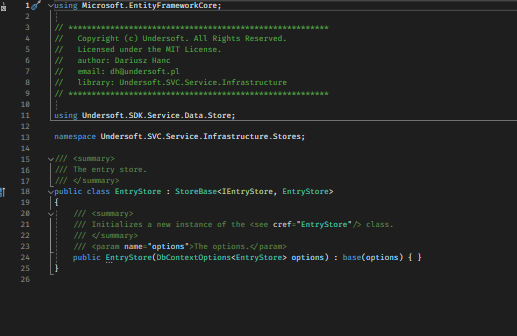 1 using Microsoft.EntityFrameworkCore;
2
3 // *********************************************************
4 //   Copyright (c) Undersoft. All Rights Reserved.
5 //   Licensed under the MIT License.
6 //   author: Dariusz Hanc
7 //   email: dh@undersoft.pl
8 //   library: Undersoft.SVC.Service.Infrastructure
9 // *********************************************************
10
11 using Undersoft.SDK.Service.Data.Store;
12
13 namespace Undersoft.SVC.Service.Infrastructure.Stores;
14
15 /// <summary>
16 /// The entry store.
17 /// </summary>
18 public class EntryStore : StoreBase<IEntryStore, EntryStore>
19 {
20     /// <summary>
21     /// Initializes a new instance of the <see cref="EntryStore"/> class.
22     /// </summary>
23     /// <param name="options">The options.</param>
24     public EntryStore(DbContextOptions<EntryStore> options) : base(options) { }
25 }
26